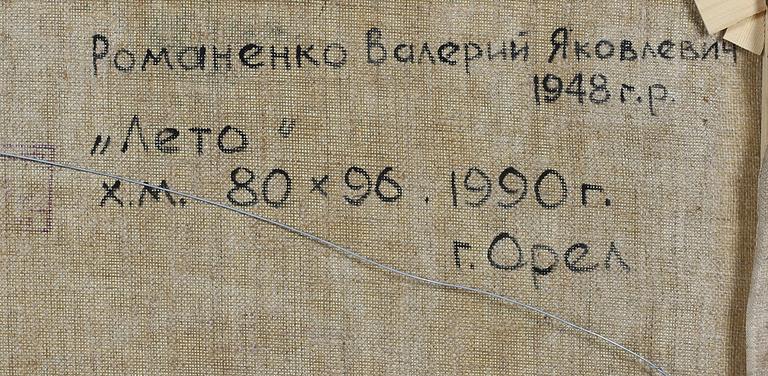 Романенко Валерий Яковлевич
1948 г.р.
„Лето"
х.м. 80 × 96. 1990 г.
г. Орел